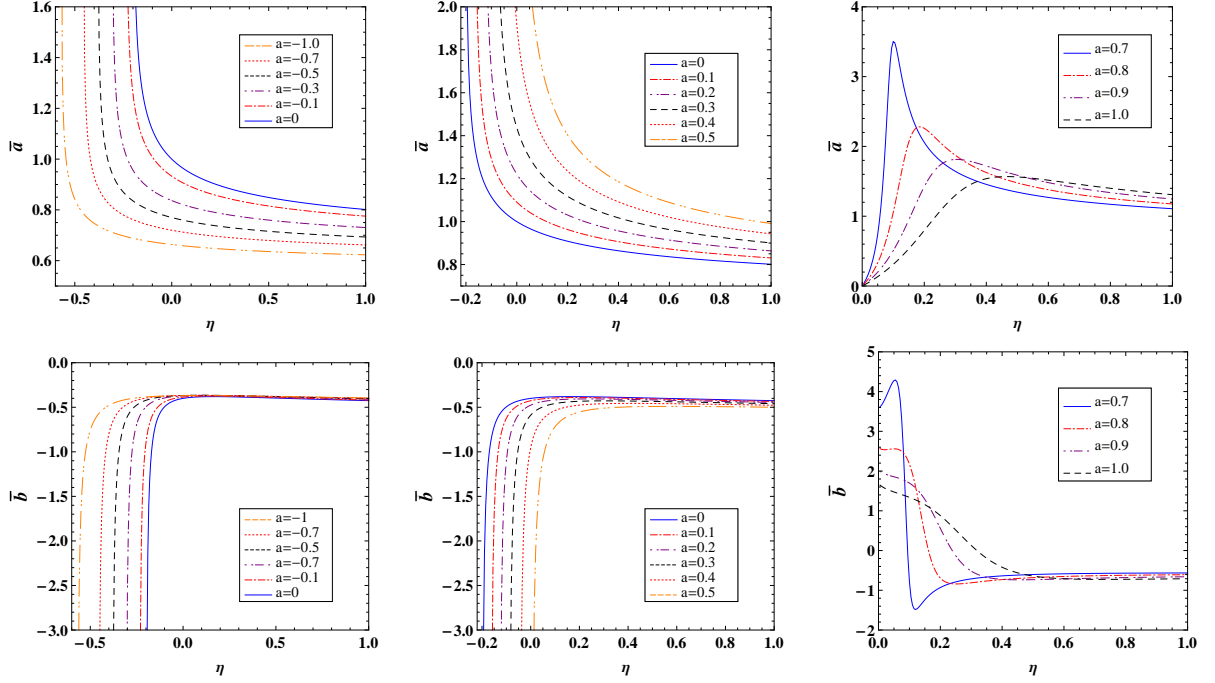 1.6
1.4
1.2
1.0
0.8
0.6
a̅
−0.5 0.0 0.5 1.0
η
a=−1.0
a=−0.7
a=−0.5
a=−0.3
a=−0.1
a=0
2.0
1.8
1.6
1.4
1.2
1.0
0.8
a̅
−0.2 0.0 0.2 0.4 0.6 0.8 1.0
η
a=0
a=0.1
a=0.2
a=0.3
a=0.4
a=0.5
4
3
2
1
0
a̅
0.0 0.2 0.4 0.6 0.8 1.0
η
a=0.7
a=0.8
a=0.9
a=1.0
0.0
−0.5
−1.0
−1.5
−2.0
−2.5
−3.0
b̅
−0.5 0.0 0.5 1.0
η
a=−1
a=−0.7
a=−0.5
a=−0.7
a=−0.1
a=0
0.0
−0.5
−1.0
−1.5
−2.0
−2.5
−3.0
b̅
−0.2 0.0 0.2 0.4 0.6 0.8 1.0
η
a=0
a=0.1
a=0.2
a=0.3
a=0.4
a=0.5
5
4
3
2
1
0
−1
−2
b̅
0.0 0.2 0.4 0.6 0.8 1.0
η
a=0.7
a=0.8
a=0.9
a=1.0